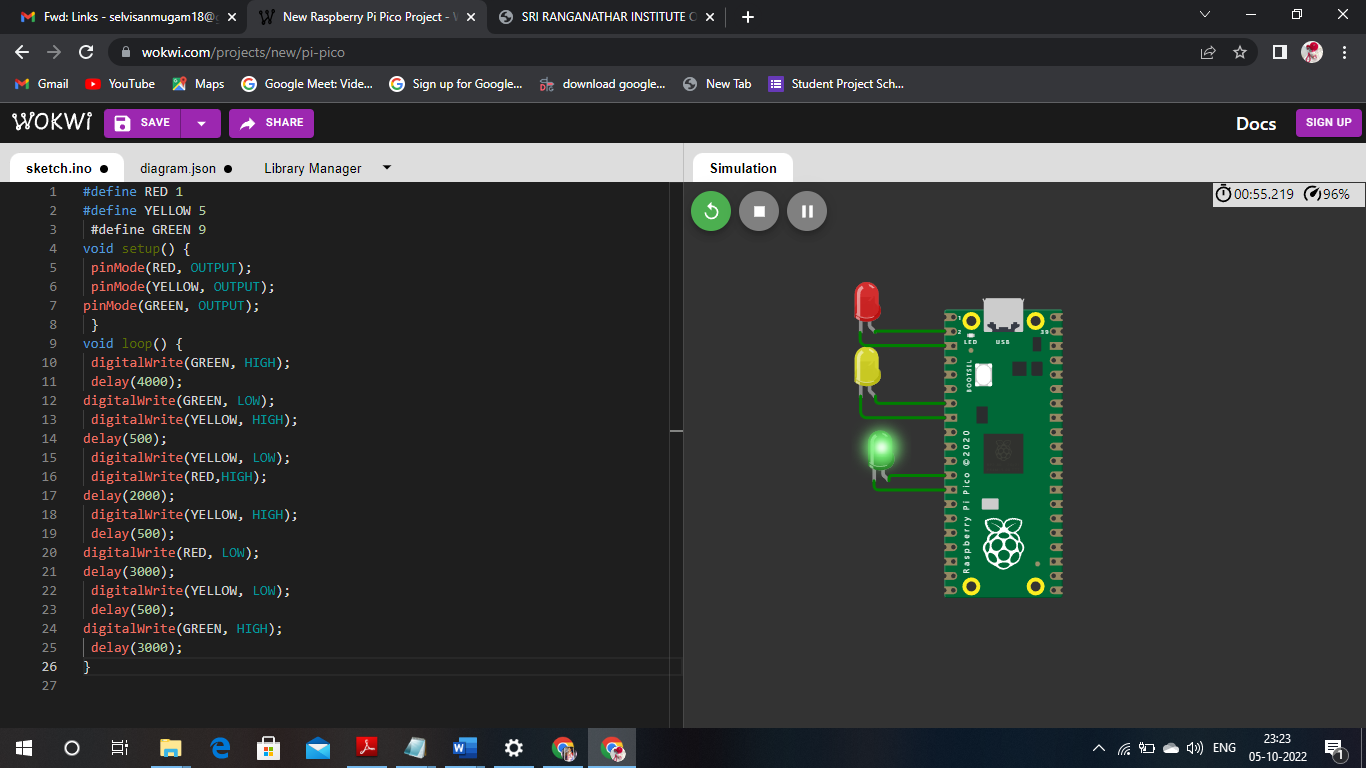 Fwd: Links - selvisanmugam18@g
New Raspberry Pi Pico Project - W
SRI RANGANATHAR INSTITUTE O
wokwi.com/projects/new/pi-pico
Gmail
YouTube
Maps
Google Meet: Vide...
Sign up for Google...
download google...
New Tab
Student Project Sch...
WOKWi
SAVE
SHARE
Docs
SIGN UP
sketch.ino
diagram.json
Library Manager
Simulation
00:55.219
96%
1 #define RED 1
2 #define YELLOW 5
3 #define GREEN 9
4 void setup() {
5 pinMode(RED, OUTPUT);
6 pinMode(YELLOW, OUTPUT);
7 pinMode(GREEN, OUTPUT);
8 }
9 void loop() {
10 digitalWrite(GREEN, HIGH);
11 delay(4000);
12 digitalWrite(GREEN, LOW);
13 digitalWrite(YELLOW, HIGH);
14 delay(500);
15 digitalWrite(YELLOW, LOW);
16 digitalWrite(RED,HIGH);
17 delay(2000);
18 digitalWrite(YELLOW, HIGH);
19 delay(500);
20 digitalWrite(RED, LOW);
21 delay(3000);
22 digitalWrite(YELLOW, LOW);
23 delay(500);
24 digitalWrite(GREEN, HIGH);
25 delay(3000);
26 }
27
1
2
39
LED
USB
BOOTSEL
Raspberry Pi Pico ©2020
ENG
23:23
05-10-2022
1